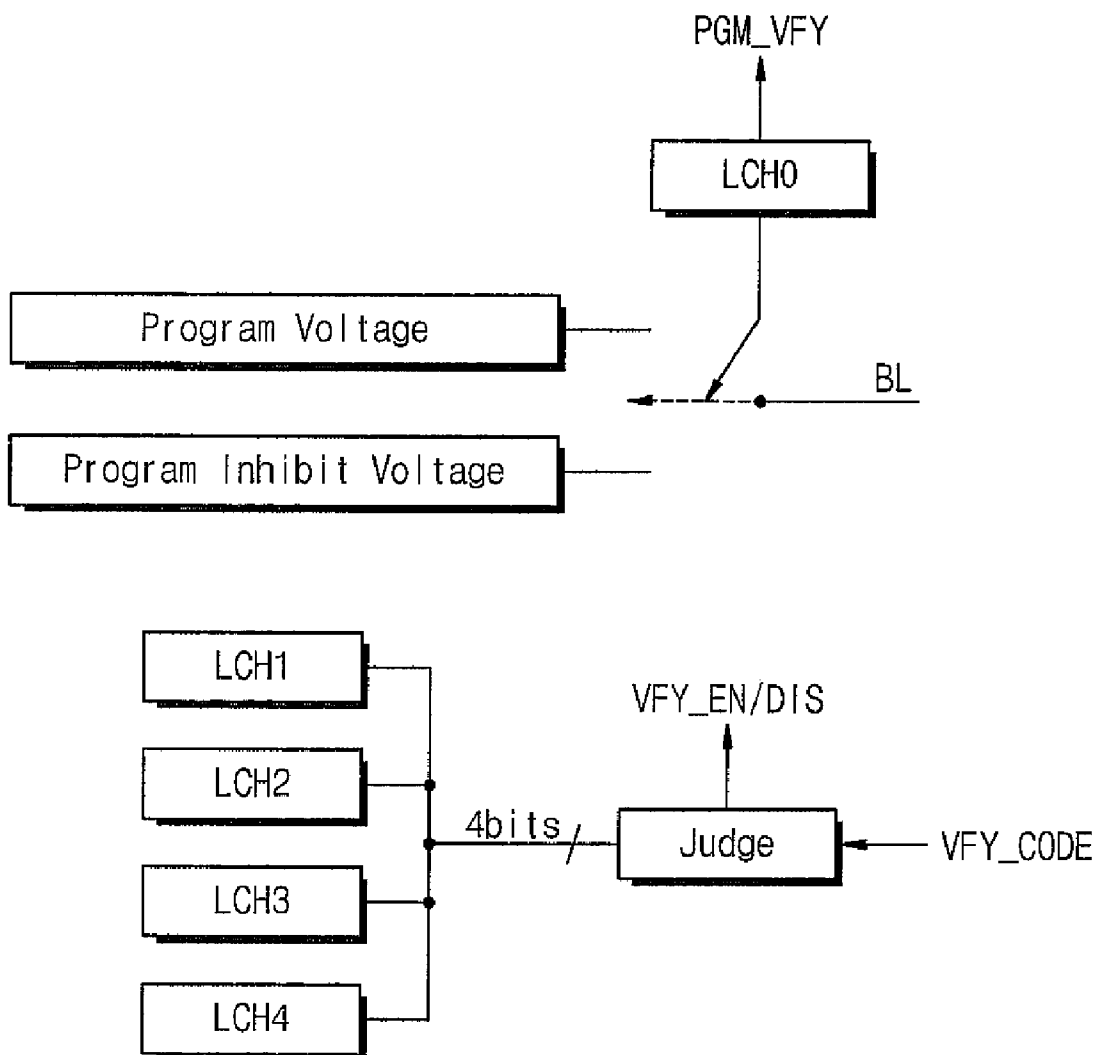 PGM_VFY
LCH0
Program Voltage
BL
Program Inhibit Voltage
LCH1
VFY_EN/DIS
LCH2
4bits
Judge
VFY_CODE
LCH3
LCH4